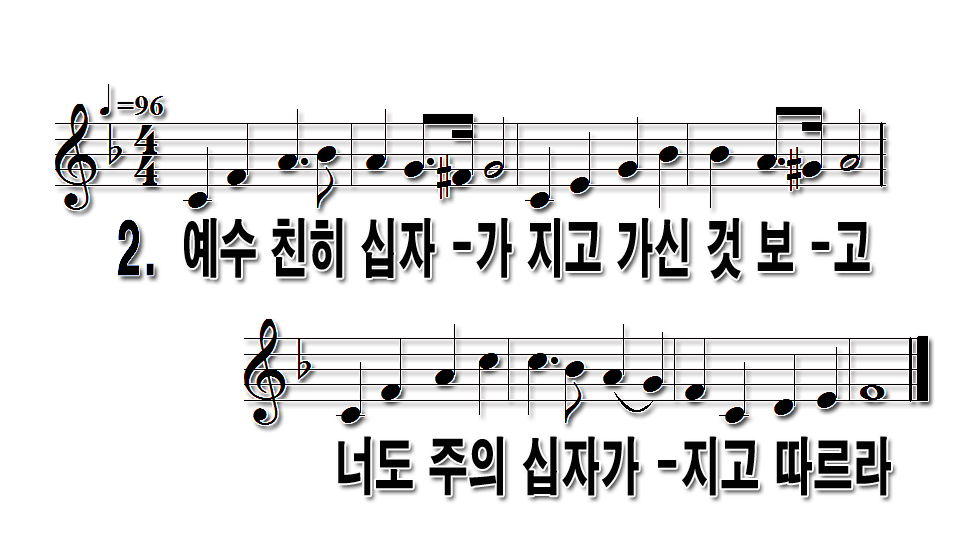 ♩=96
4
4
2. 예수 친히 십자 -가 지고 가신 것 보 -고
너도 주의 십자가 -지고 따르라